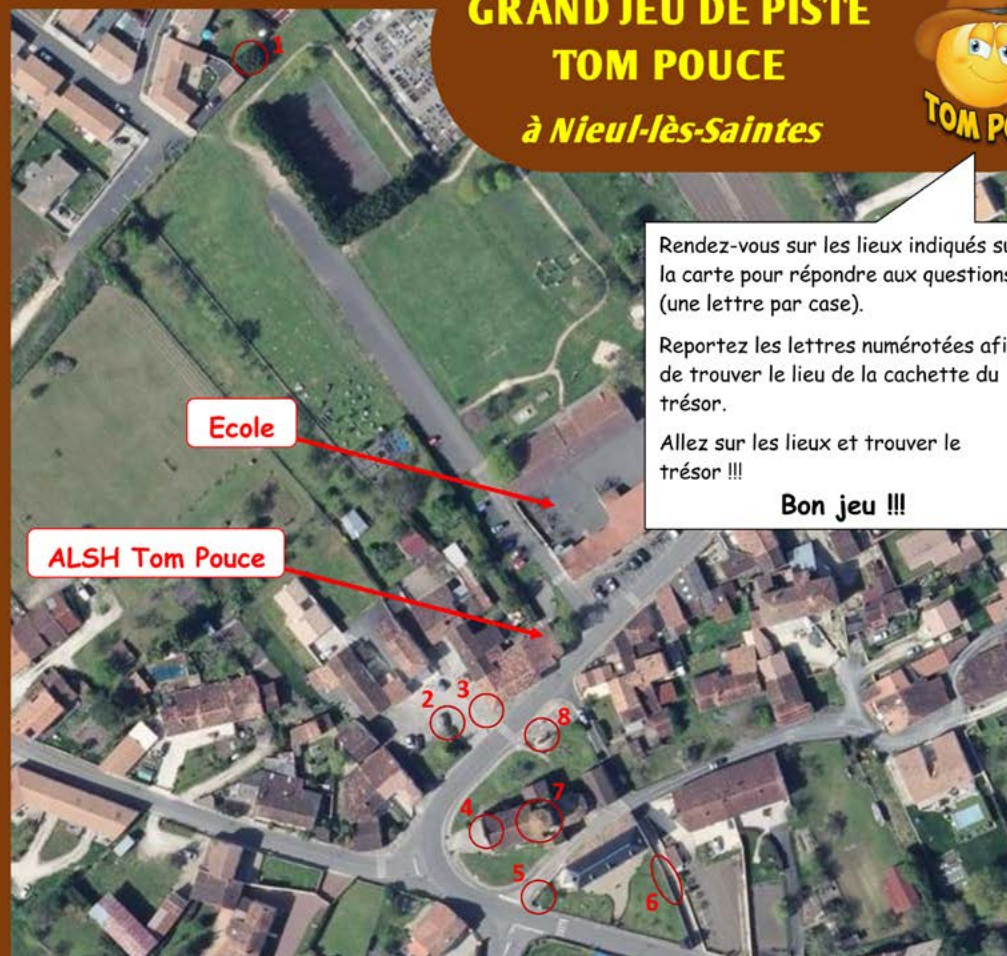 GRAND JEU DE PISTE
TOM POUCE
à Nieul-lès-Saintes
TOM PO
Rendez-vous sur les lieux indiqués su
la carte pour répondre aux questions
(une lettre par case).
Reportez les lettres numérotées afi
de trouver le lieu de la cachette du
trésor.
Allez sur les lieux et trouver le
trésor !!!
Bon jeu !!!
1
Ecole
ALSH Tom Pouce
2
3
8
4
7
5
6